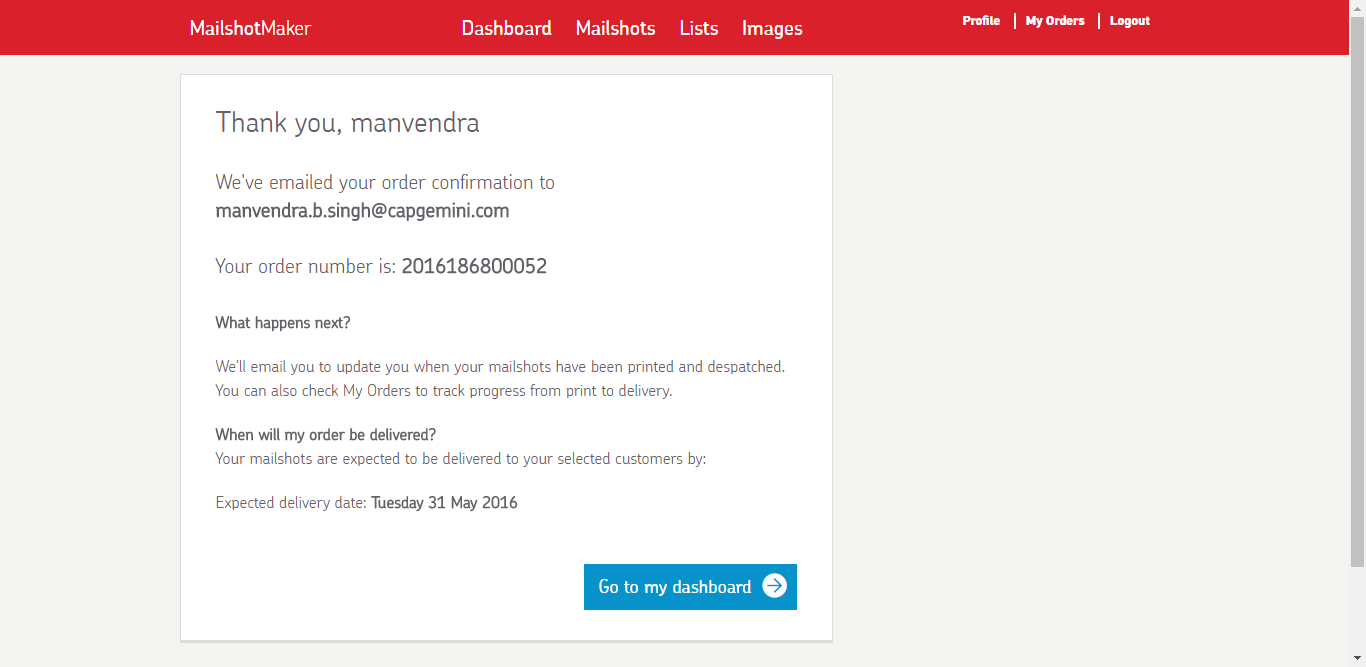 MailshotMaker
Dashboard Mailshots Lists Images
Profile My Orders Logout
Thank you, manvendra
We've emailed your order confirmation to
manvendra.b.singh@capgemini.com
Your order number is: 2016186800052
What happens next?
We'll email you to update you when your mailshots have been printed and despatched.
You can also check My Orders to track progress from print to delivery.
When will my order be delivered?
Your mailshots are expected to be delivered to your selected customers by:
Expected delivery date: Tuesday 31 May 2016
Go to my dashboard